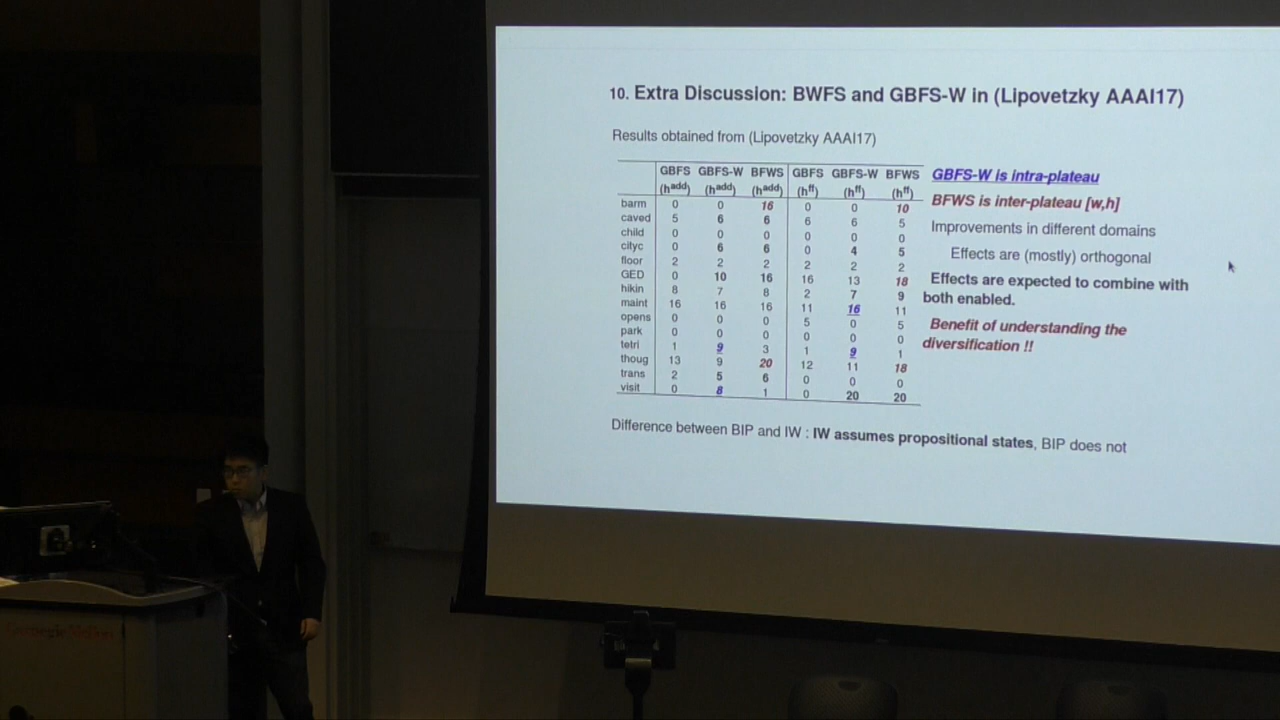 10. Extra Discussion: BWFS and GBFS-W in (Lipovetzky AAAI17)
Results obtained from (Lipovetzky AAAI17)
GBFS GBFS-W BFWS GBFS GBFS-W BFWS
(hadd) (hadd) (hadd) (hff) (hff) (hff)
barm 0 0 16 0 0 10
caved 5 6 6 6 6 5
child 0 0 0 0 0 0
cityc 0 6 6 0 4 5
floor 2 2 2 2 2 2
GED 0 10 16 16 13 18
hikin 8 7 8 2 7 9
maint 16 16 16 11 16 11
opens 0 0 0 5 0 5
park 0 0 0 0 0 0
tetri 1 9 3 1 9 1
thoug 13 9 20 12 11 18
trans 2 5 6 0 0 0
visit 0 8 1 0 20 20
GBFS-W is intra-plateau
BFWS is inter-plateau [w,h]
Improvements in different domains
Effects are (mostly) orthogonal
Effects are expected to combine with
both enabled.
Benefit of understanding the
diversification !!
Difference between BIP and IW : IW assumes propositional states, BIP does not